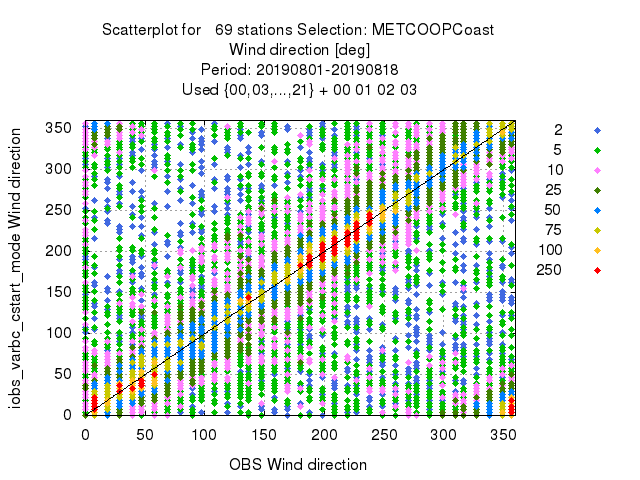 Scatterplot for 69 stations Selection: METCOOPCoast
Wind direction [deg]
Period: 20190801-20190818
Used {00,03,...,21} + 00 01 02 03
iobs_varbc_cstart_mode Wind direction
350
300
250
200
150
100
50
0
0 50 100 150 200 250 300 350
OBS Wind direction
2
5
10
25
50
75
100
250